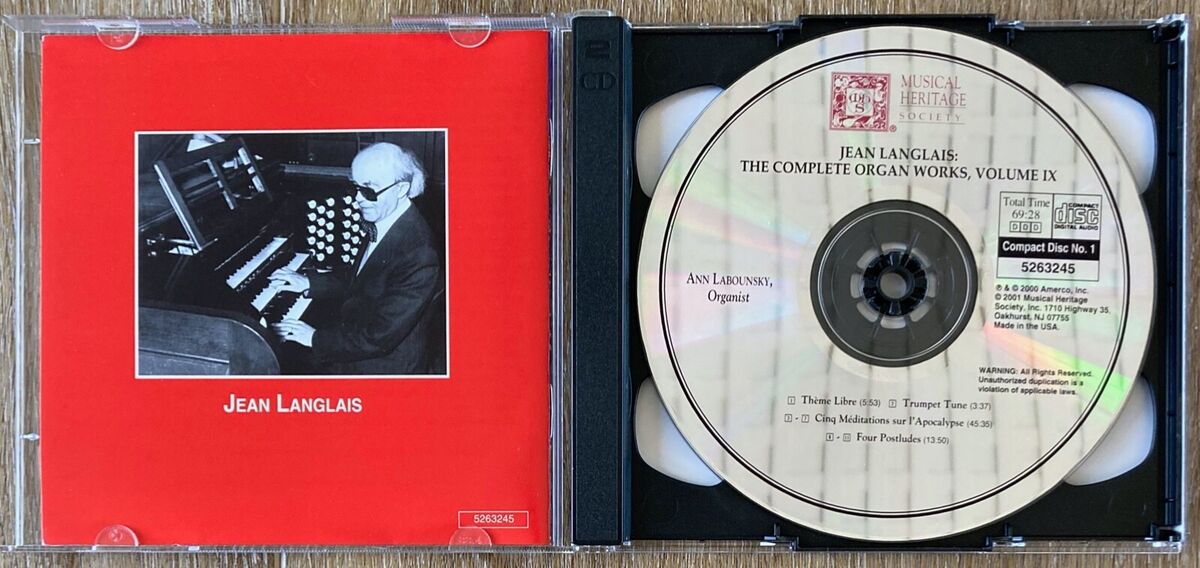 JEAN LANGLAIS
5263245
2
CD
MUSICAL
HERITAGE
SOCIETY
MHS
®
JEAN LANGLAIS:
THE COMPLETE ORGAN WORKS, VOLUME IX
Total Time
69:28
DDD
COMPACT
disc
DIGITAL AUDIO
Compact Disc No. 1
5263245
ANN LABOUNSKY,
Organist
℗ & © 2000 Amerco, Inc.
© 2001 Musical Heritage
Society, Inc. 1710 Highway 35,
Oakhurst, NJ 07755
Made in the USA.
WARNING: All Rights Reserved.
Unauthorized duplication is a
violation of applicable laws.
1 Thème Libre (5:53) 2 Trumpet Tune (3:37)
3 - 7 Cinq Méditations sur l'Apocalypse (45:35)
8 - 11 Four Postludes (13:50)